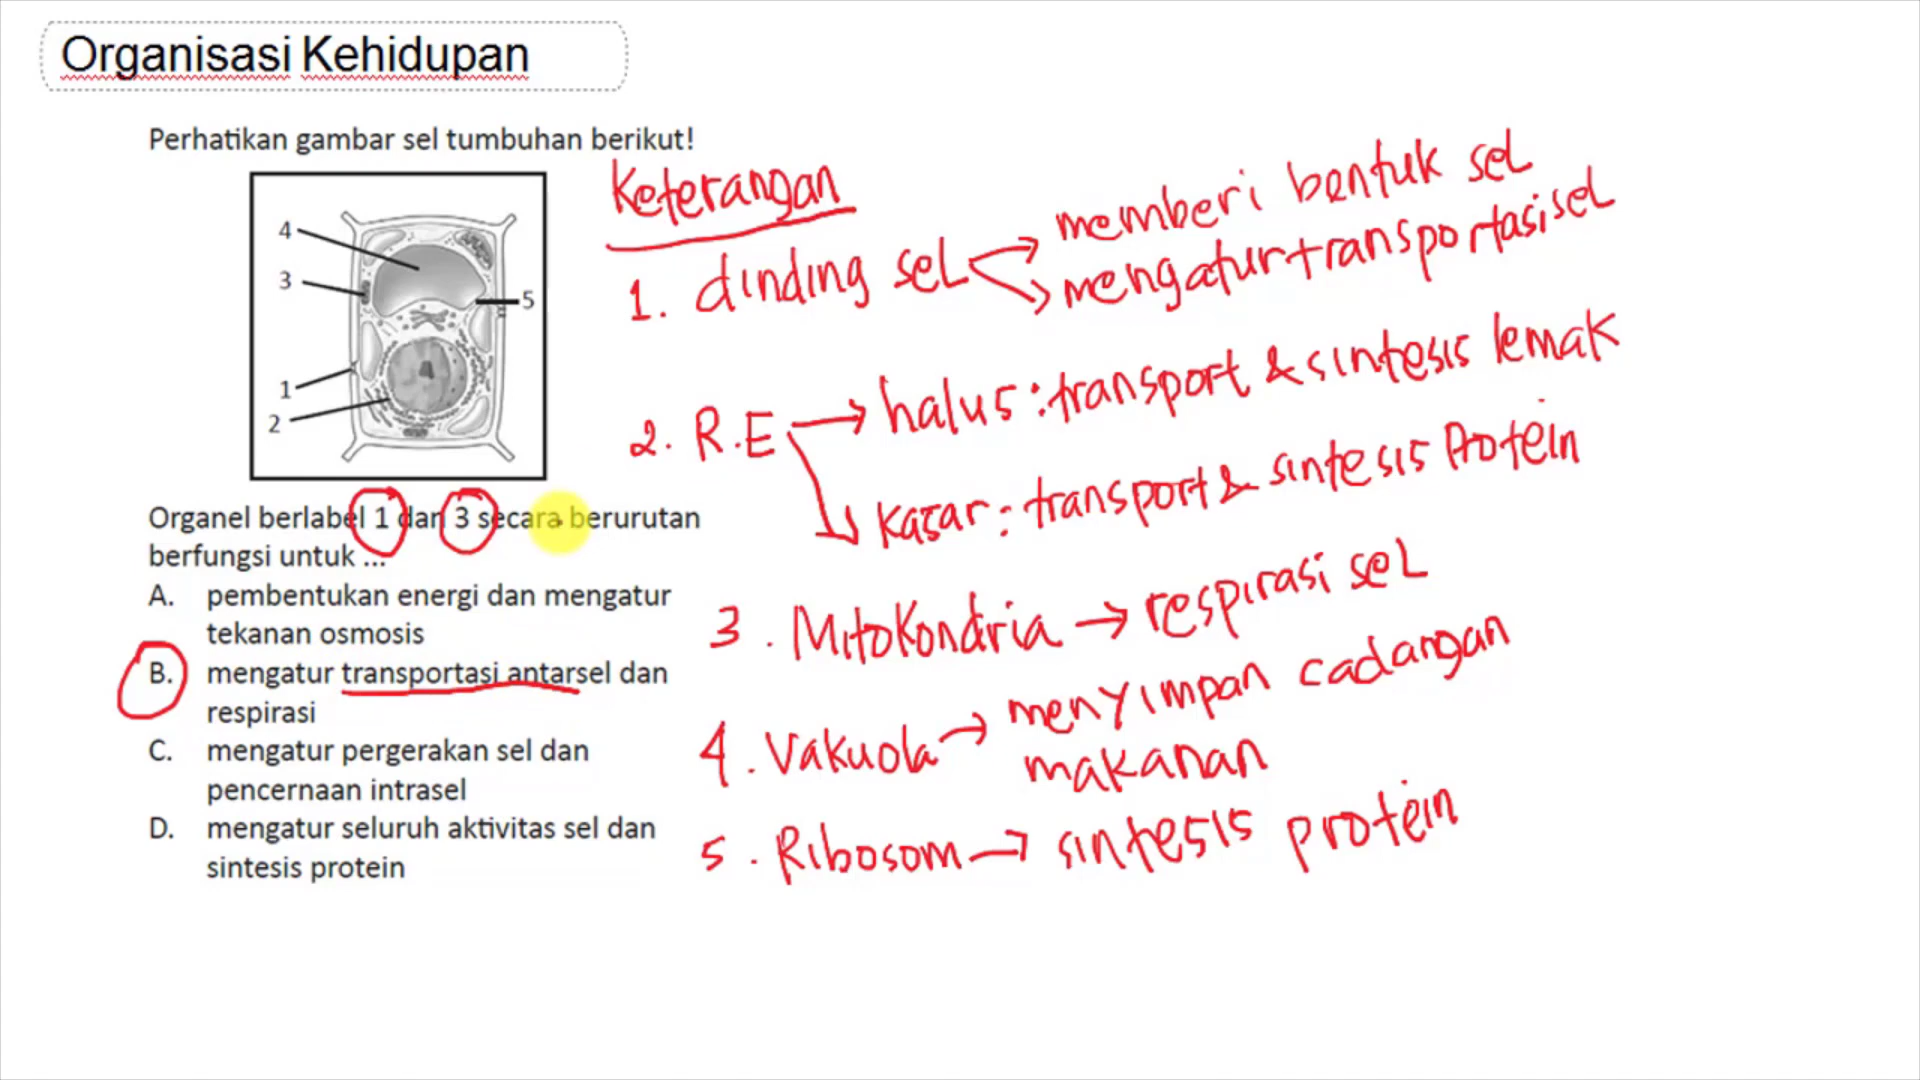 Organisasi Kehidupan
Perhatikan gambar sel tumbuhan berikut!
4
3
5
1
2
Organel berlabel 1 dan 3 secara berurutan
berfungsi untuk ...
A. pembentukan energi dan mengatur
tekanan osmosis
B. mengatur transportasi antarsel dan
respirasi
C. mengatur pergerakan sel dan
pencernaan intrasel
D. mengatur seluruh aktivitas sel dan
sintesis protein
Keterangan
1. dinding sel → memberi bentuk sel
→ mengatur transportasi sel
2. R.E → halus : transport & sintesis lemak
→ kasar : transport & sintesis Protein
3. Mitokondria → respirasi sel
4. Vakuola → menyimpan cadangan
makanan
5. Ribosom → sintesis protein